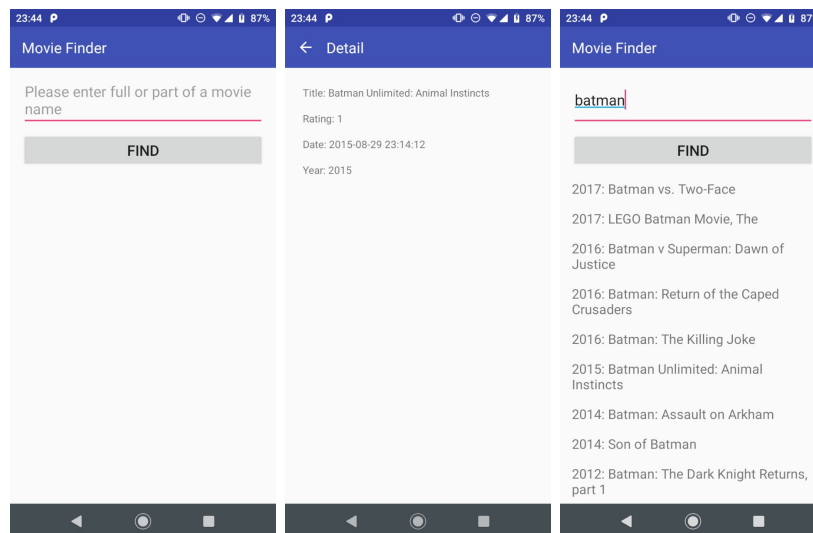 23:44 P 87%
Movie Finder
Please enter full or part of a movie
name
FIND
23:44 P 87%
Detail
Title: Batman Unlimited: Animal Instincts
Rating: 1
Date: 2015-08-29 23:14:12
Year: 2015
23:44 P 87
Movie Finder
batman
FIND
2017: Batman vs. Two-Face
2017: LEGO Batman Movie, The
2016: Batman v Superman: Dawn of
Justice
2016: Batman: Return of the Caped
Crusaders
2016: Batman: The Killing Joke
2015: Batman Unlimited: Animal
Instincts
2014: Batman: Assault on Arkham
2014: Son of Batman
2012: Batman: The Dark Knight Returns,
part 1